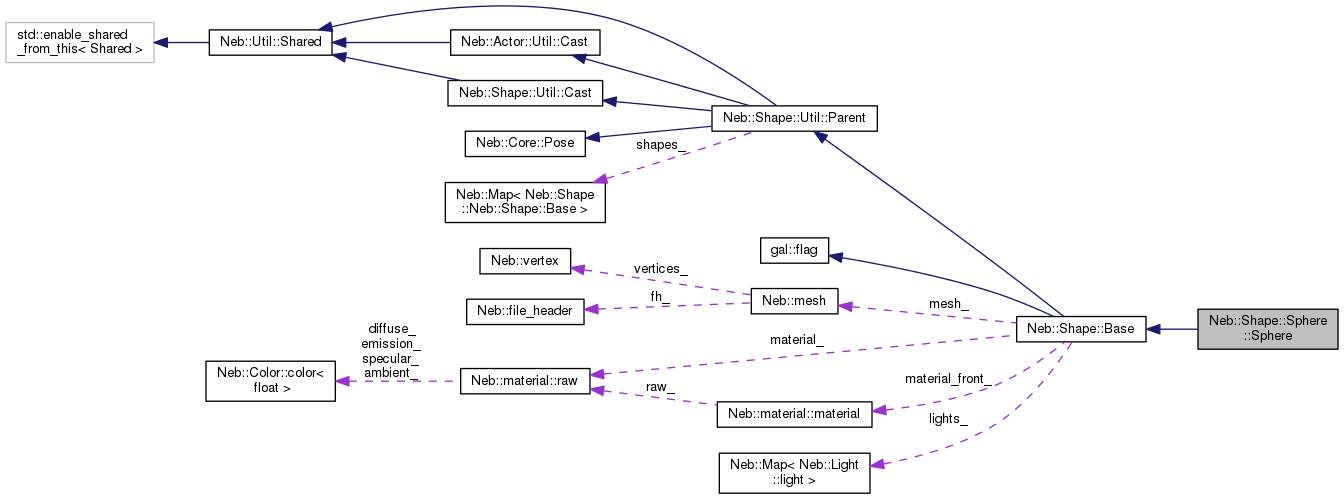 std::enable_shared
_from_this< Shared >
Neb::Util::Shared
Neb::Actor::Util::Cast
Neb::Shape::Util::Cast
Neb::Shape::Util::Parent
Neb::Core::Pose
shapes_
Neb::Map< Neb::Shape
::Neb::Shape::Base >
gal::flag
Neb::vertex
vertices_
Neb::mesh
fh_
Neb::file_header
mesh_
Neb::Shape::Base
Neb::Shape::Sphere
::Sphere
diffuse_
emission_
specular_
ambient_
Neb::Color::color<
float >
Neb::material::raw
material_
raw_
Neb::material::material
material_front_
lights_
Neb::Map< Neb::Light
::light >